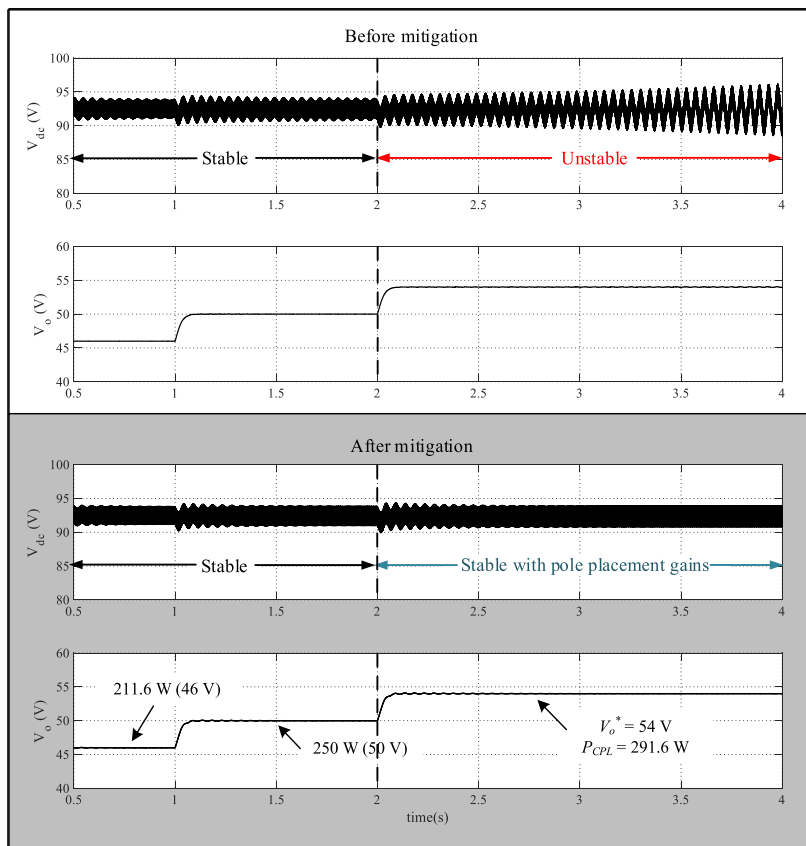 Before mitigation
100
95
90
85
80
V_dc (V)
Stable
Unstable
0.5 1 1.5 2 2.5 3 3.5 4
60
55
50
45
40
V_o (V)
0.5 1 1.5 2 2.5 3 3.5 4
After mitigation
100
95
90
85
80
V_dc (V)
Stable
Stable with pole placement gains
0.5 1 1.5 2 2.5 3 3.5 4
60
55
50
45
40
V_o (V)
211.6 W (46 V)
250 W (50 V)
V_o* = 54 V
P_CPL = 291.6 W
0.5 1 1.5 2 2.5 3 3.5 4
time(s)